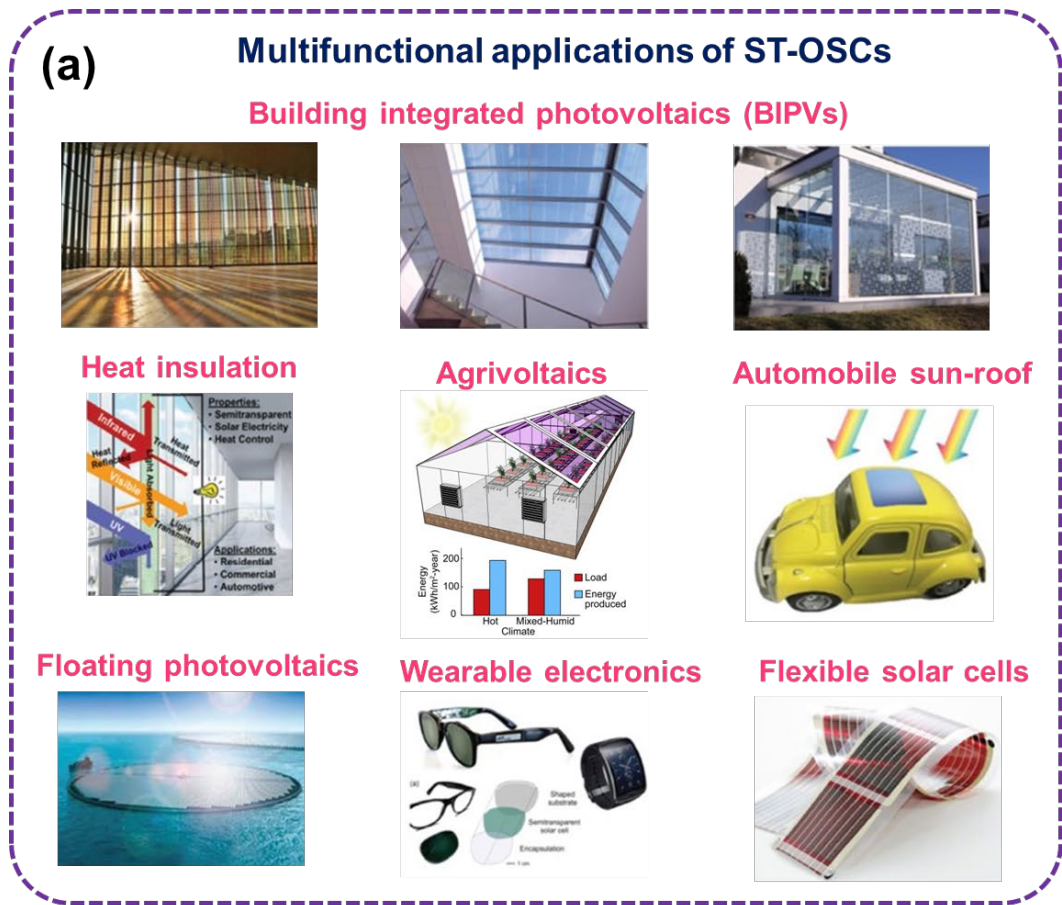 (a)
Multifunctional applications of ST-OSCs
Building integrated photovoltaics (BIPVs)
Heat insulation
Agrivoltaics
Automobile sun-roof
Properties:
• Semitransparent
• Solar Electricity
• Heat Control
Infrared
Heat Transmitted
Heat Reflected
Light Absorbed
Visible
Light Transmitted
UV
UV Blocked
Applications:
• Residential
• Commercial
• Automotive
Energy
(kWh/m²-year)
200
100
0
Load
Energy
produced
Hot
Mixed-Humid
Climate
Floating photovoltaics
Wearable electronics
Flexible solar cells
(a)
Shaped
substrate
Semitransparent
solar cell
Encapsulation